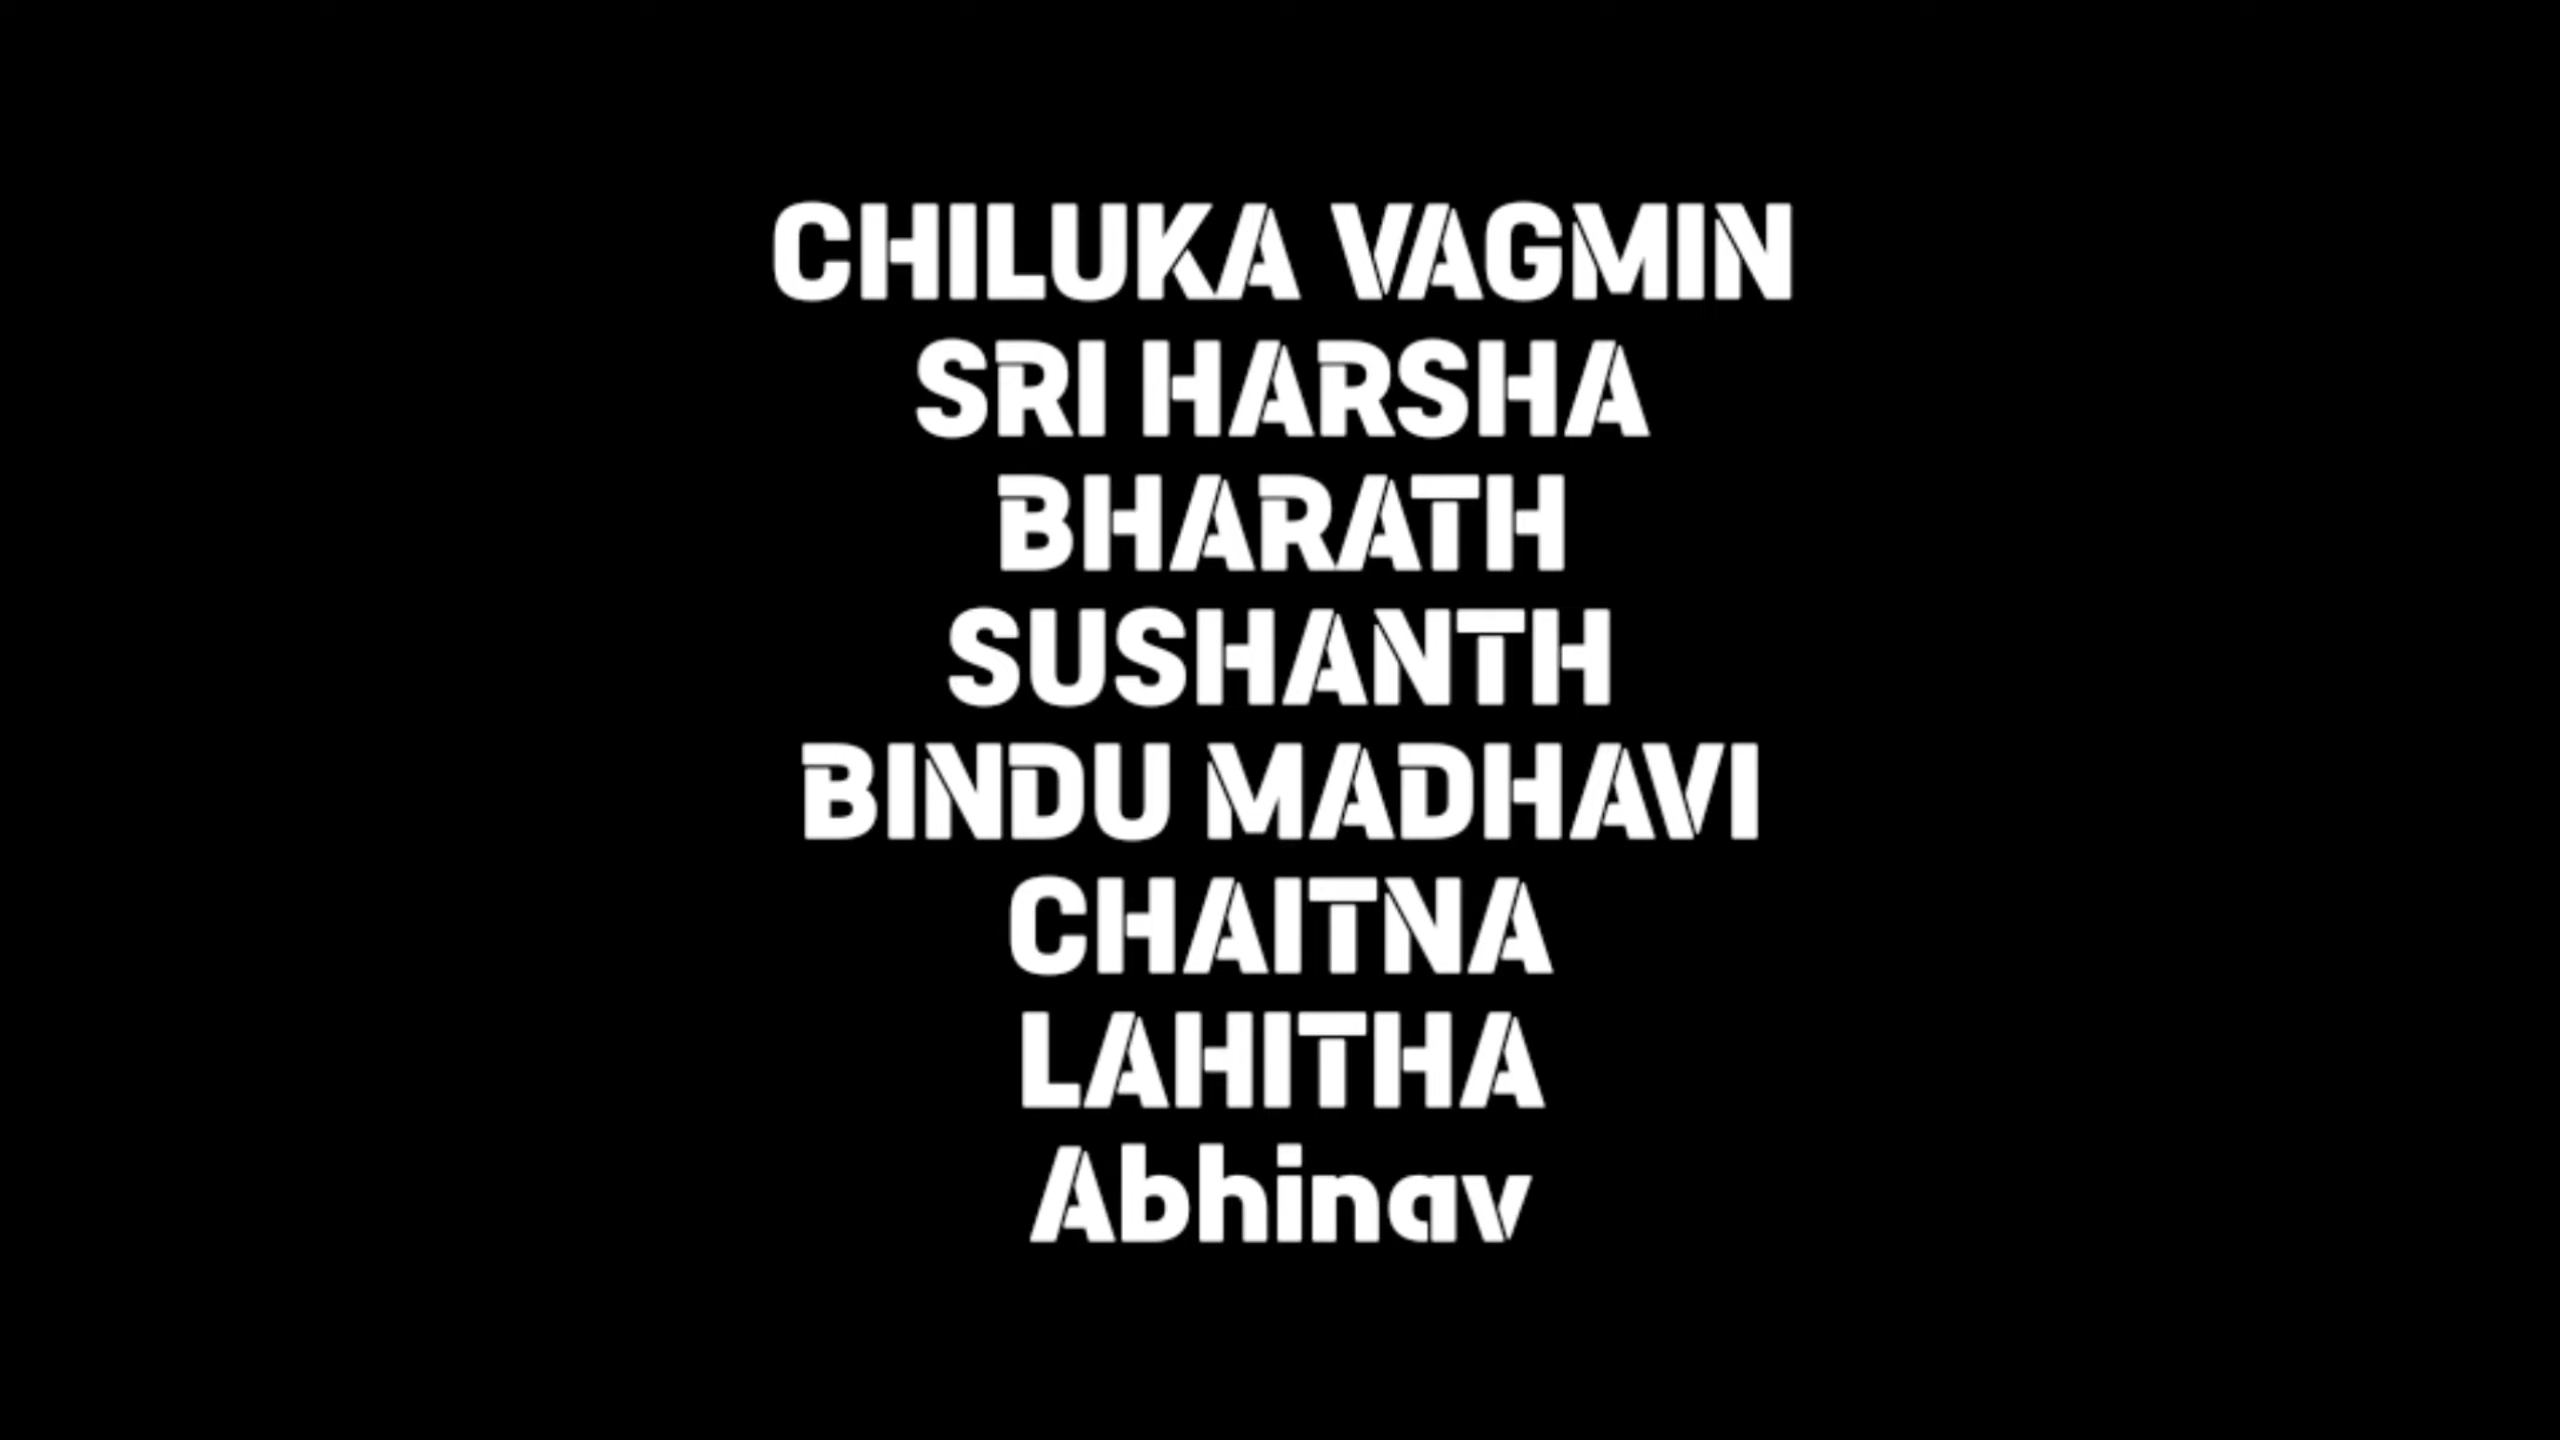 CHILUKA VAGMIN
SRI HARSHA
BHARATH
SUSHANTH
BINDU MADHAVI
CHAITNA
LAHITHA
Abhinav